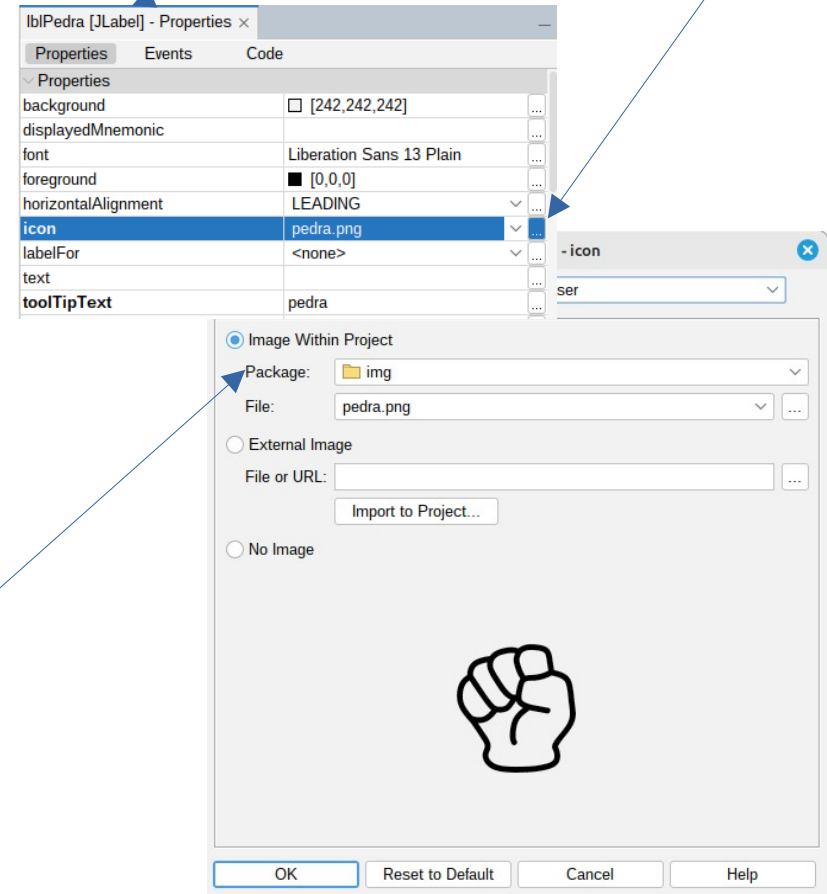 lblPedra [JLabel] - Properties ×
Properties Events Code
Properties
background [242,242,242] ...
displayedMnemonic ...
font Liberation Sans 13 Plain ...
foreground [0,0,0] ...
horizontalAlignment LEADING ...
icon pedra.png ...
labelFor <none> ...
text ...
toolTipText pedra ...
- icon
ser
Image Within Project
Package: img
File: pedra.png ...
External Image
File or URL: ...
Import to Project...
No Image
OK Reset to Default Cancel Help